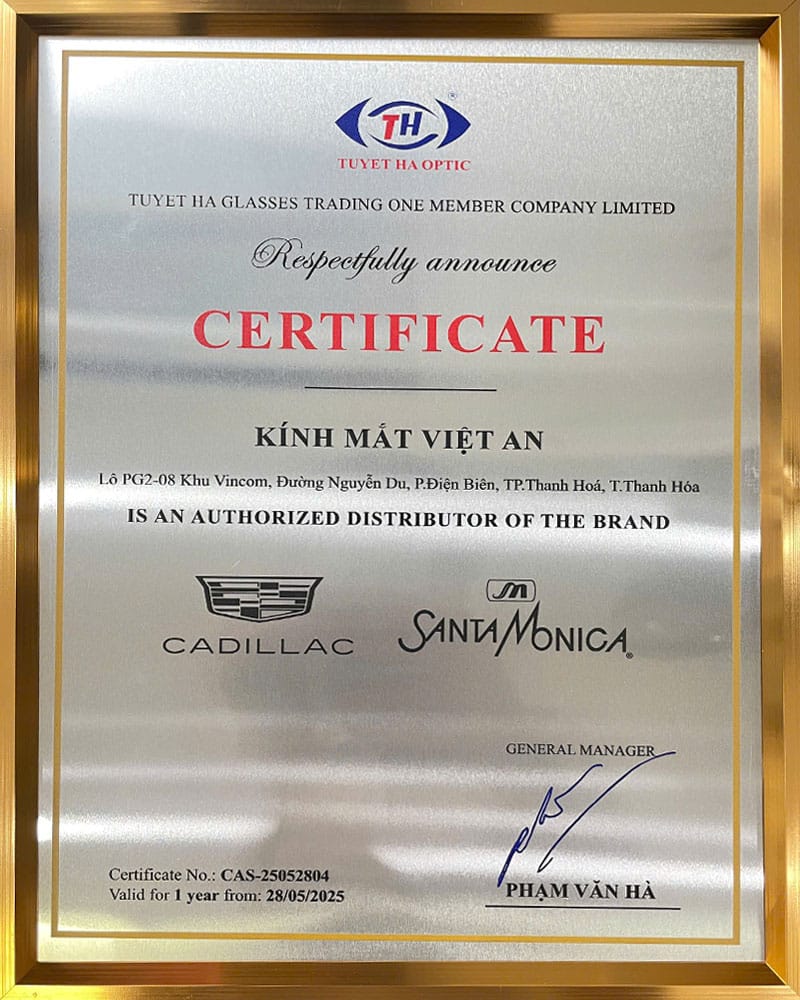 TH
®
TUYET HA OPTIC
TUYET HA GLASSES TRADING ONE MEMBER COMPANY LIMITED
Respectfully announce
CERTIFICATE
KÍNH MẮT VIỆT AN
Lô PG2-08 Khu Vincom, Đường Nguyễn Du, P.Điện Biên, TP.Thanh Hoá, T.Thanh Hóa
IS AN AUTHORIZED DISTRIBUTOR OF THE BRAND
CADILLAC
SM
SANTA MONICA®
GENERAL MANAGER
Certificate No.: CAS-25052804
Valid for 1 year from: 28/05/2025
PHẠM VĂN HÀ